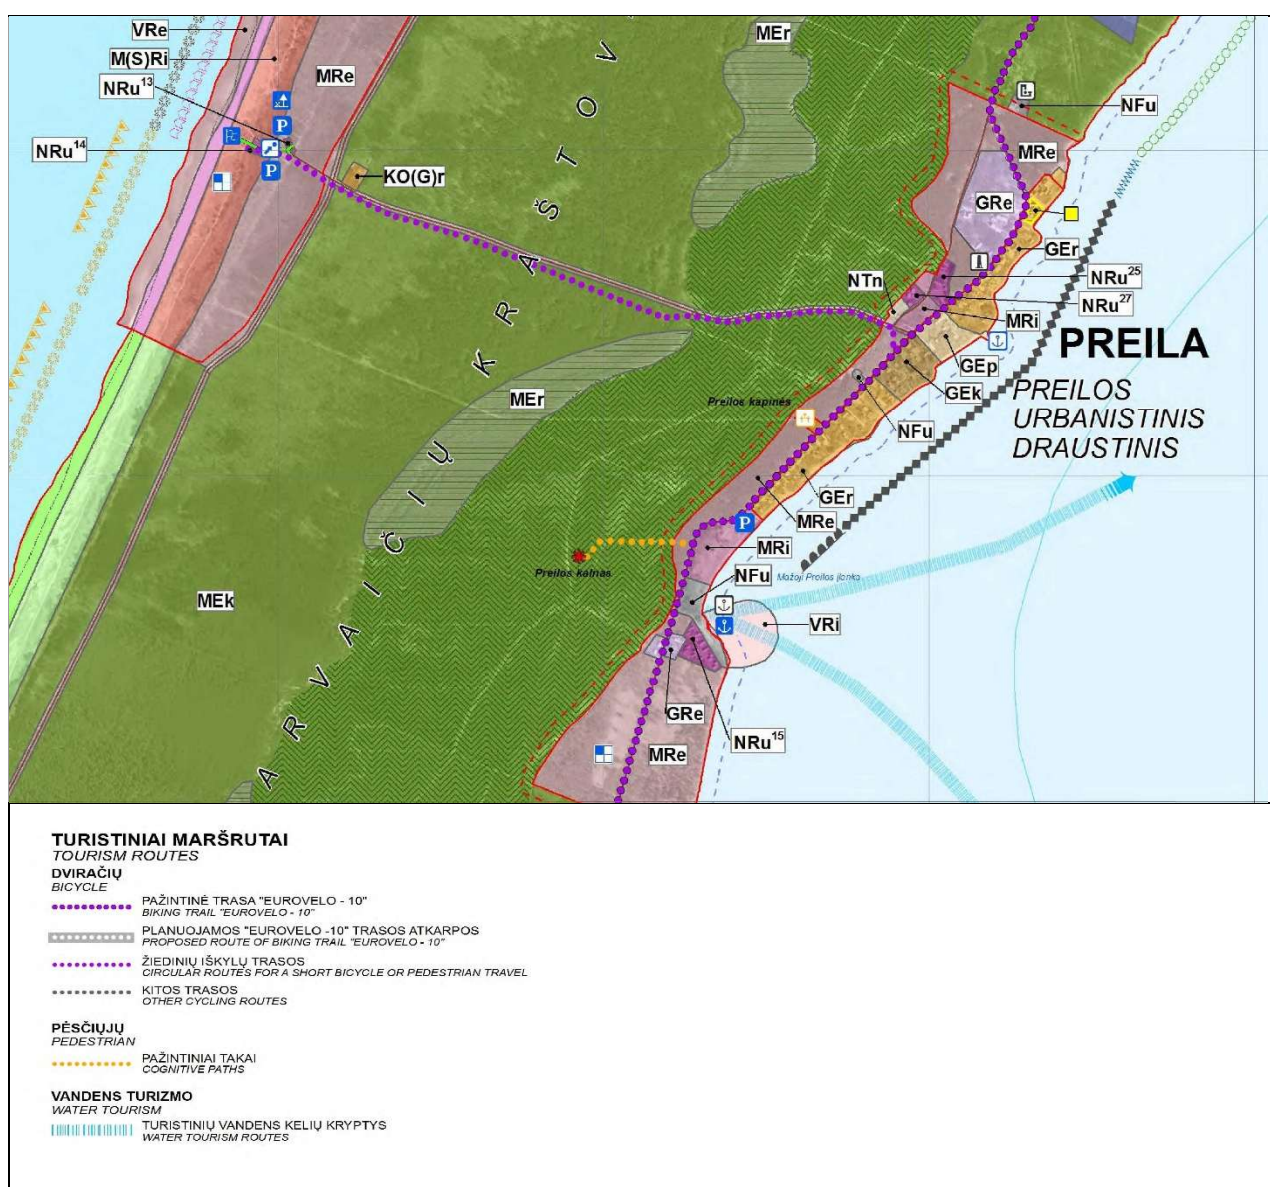 VRe
M(S)Ri
NRu13
MRe
NRu14
KO(G)r
MEr
NFu
MRe
GRe
GEr
NRu25
NRu27
NTn
MRi
PREILA
GEp
GEk
PREILOS
URBANISTINIS
DRAUSTINIS
MEr
Preilos kapinės
NFu
GEr
MRe
MRi
P
P
P
Preilos kalnas
NFu
Mažoji Preilos įlanka
MEk
VRi
GRe
NRu15
MRe
KARVAIČIŲ KRAŠTOV
TURISTINIAI MARŠRUTAI
TOURISM ROUTES
DVIRAČIŲ
BICYCLE
PAŽINTINĖ TRASA "EUROVELO - 10"
BIKING TRAIL "EUROVELO - 10"
PLANUOJAMOS "EUROVELO -10" TRASOS ATKARPOS
PROPOSED ROUTE OF BIKING TRAIL "EUROVELO - 10"
ŽIEDINIŲ IŠKYLŲ TRASOS
CIRCULAR ROUTES FOR A SHORT BICYCLE OR PEDESTRIAN TRAVEL
KITOS TRASOS
OTHER CYCLING ROUTES
PĖSČIŲJŲ
PEDESTRIAN
PAŽINTINIAI TAKAI
COGNITIVE PATHS
VANDENS TURIZMO
WATER TOURISM
TURISTINIŲ VANDENS KELIŲ KRYPTYS
WATER TOURISM ROUTES